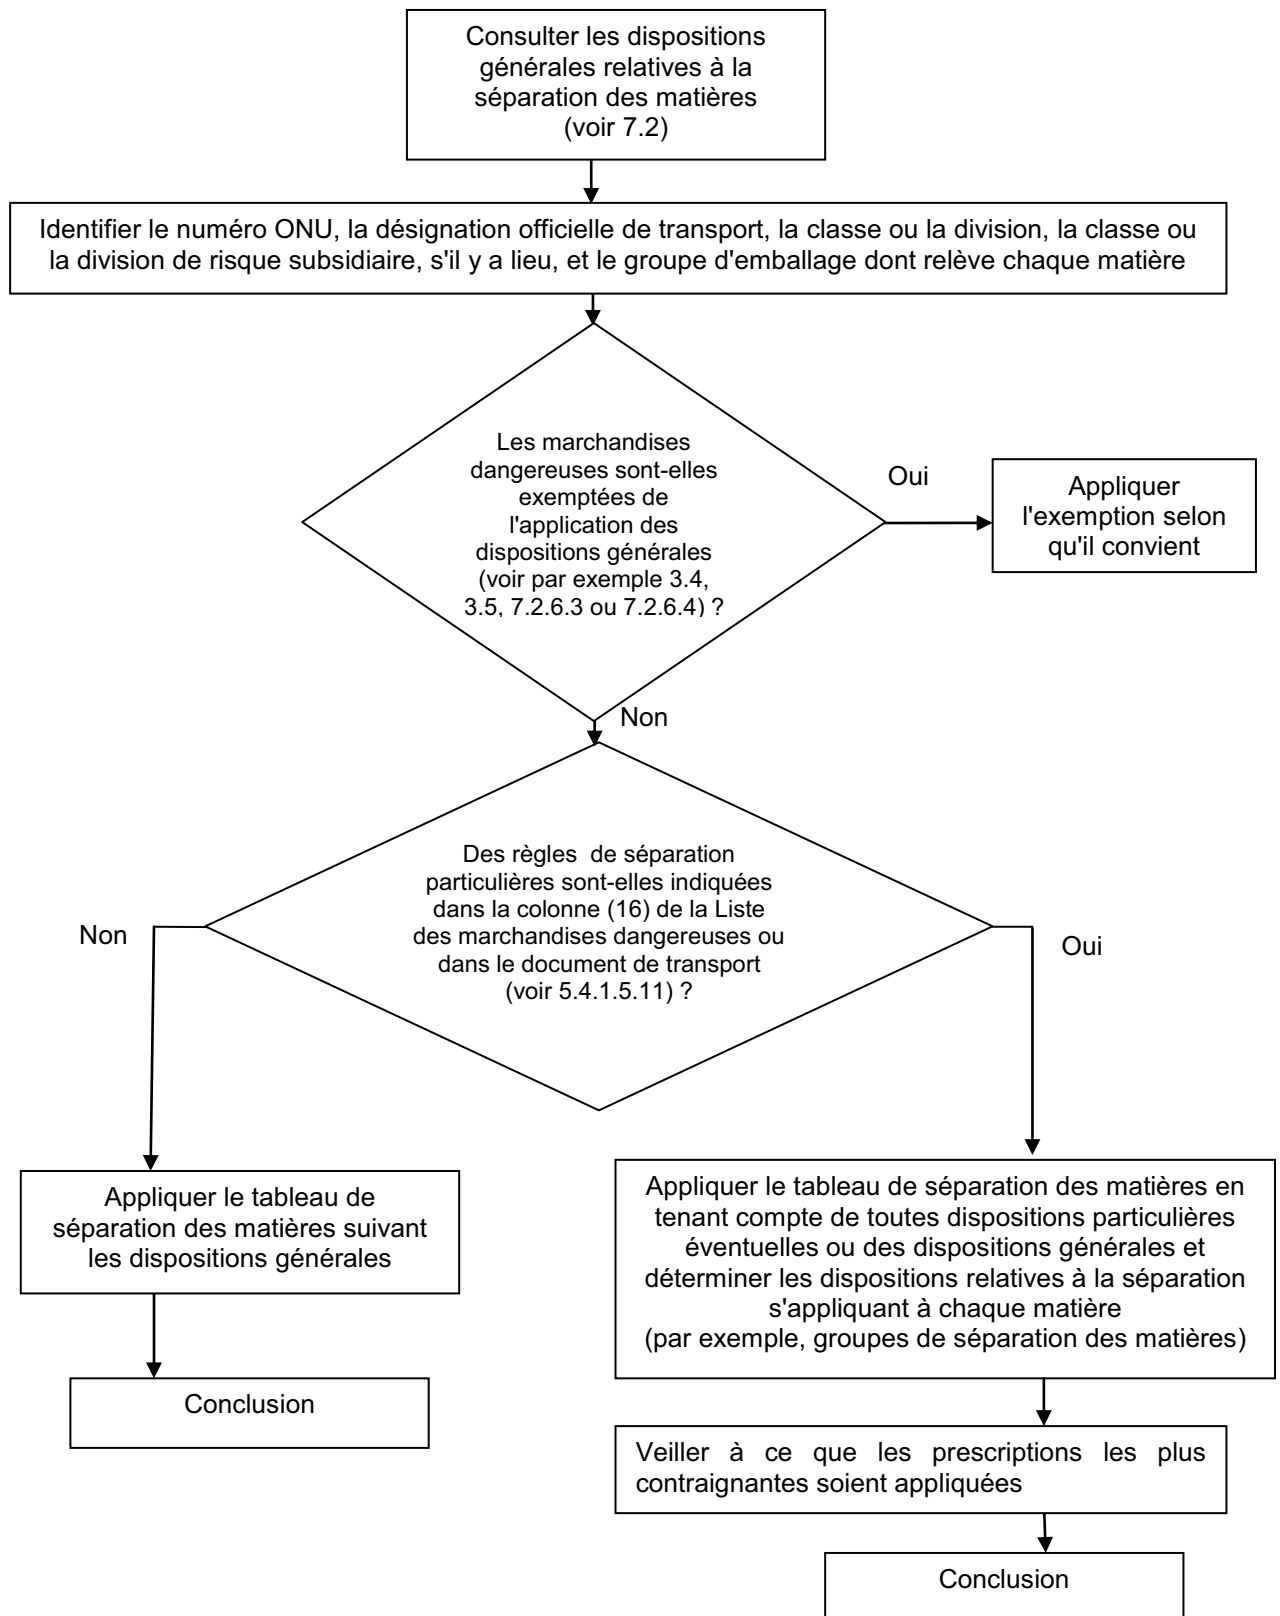 Consulter les dispositions
générales relatives à la
séparation des matières
(voir 7.2)
Identifier le numéro ONU, la désignation officielle de transport, la classe ou la division, la classe ou
la division de risque subsidiaire, s'il y a lieu, et le groupe d'emballage dont relève chaque matière
Les marchandises
dangereuses sont-elles
exemptées de
l'application des
dispositions générales
(voir par exemple 3.4,
3.5, 7.2.6.3 ou 7.2.6.4) ?
Oui
Appliquer
l'exemption selon
qu'il convient
Non
Des règles de séparation
particulières sont-elles indiquées
dans la colonne (16) de la Liste
des marchandises dangereuses ou
dans le document de transport
(voir 5.4.1.5.11) ?
Non
Oui
Appliquer le tableau de
séparation des matières suivant
les dispositions générales
Conclusion
Appliquer le tableau de séparation des matières en
tenant compte de toutes dispositions particulières
éventuelles ou des dispositions générales et
déterminer les dispositions relatives à la séparation
s'appliquant à chaque matière
(par exemple, groupes de séparation des matières)
Veiller à ce que les prescriptions les plus
contraignantes soient appliquées
Conclusion